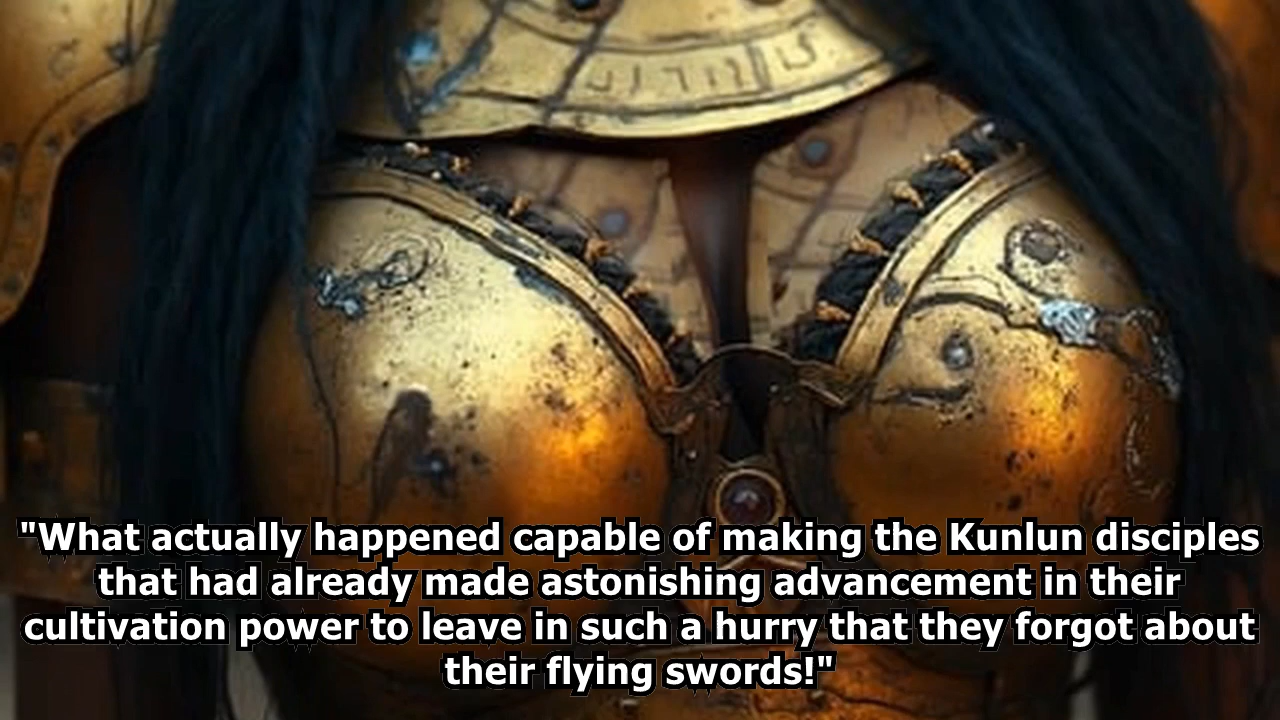 "What actually happened capable of making the Kunlun disciples
that had already made astonishing advancement in their
cultivation power to leave in such a hurry that they forgot about
their flying swords!"